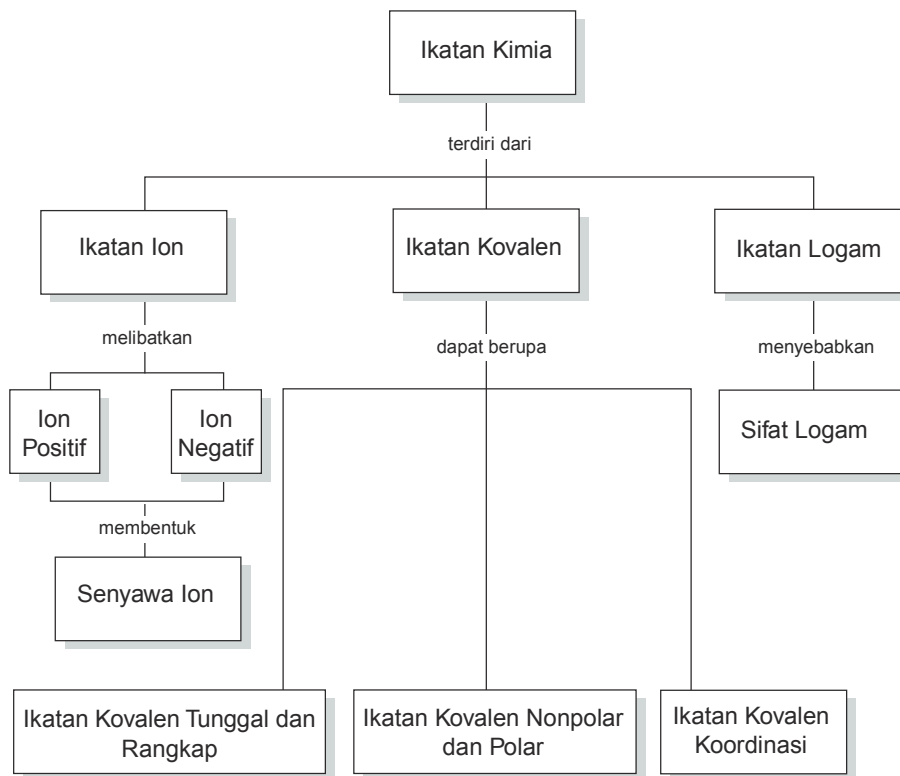 Ikatan Kimia
terdiri dari
Ikatan Ion
Ikatan Kovalen
Ikatan Logam
melibatkan
dapat berupa
menyebabkan
Ion
Positif
Ion
Negatif
Sifat Logam
membentuk
Senyawa Ion
Ikatan Kovalen Tunggal dan
Rangkap
Ikatan Kovalen Nonpolar
dan Polar
Ikatan Kovalen
Koordinasi